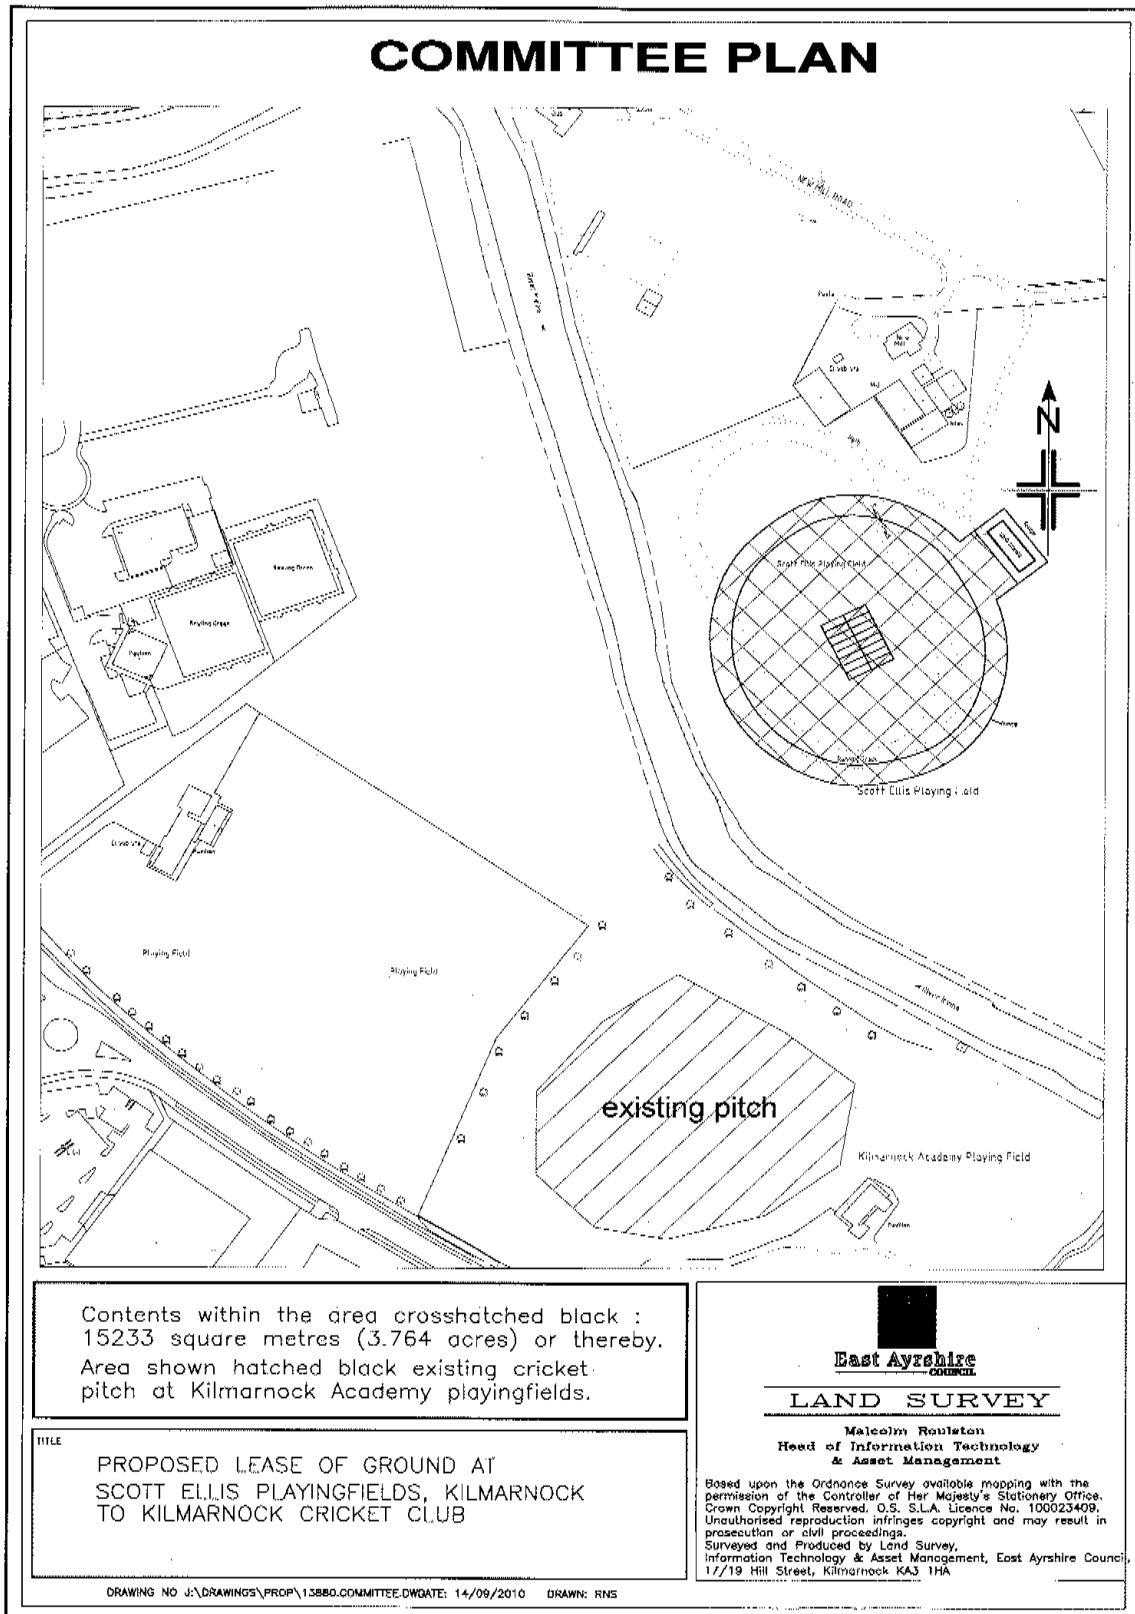 COMMITTEE PLAN
NEW MILL ROAD
New
Mill
N
Scott Ellis Playing Field
Running Track
Scott Ellis Playing
Bowling Green
Bowling Green
Pavilion
Pavilion
Playing Field
Playing Field
River Irvine
existing pitch
Kilmarnock Academy Playing Field
Pavilion
Contents within the area crosshatched black :
15233 square metres (3.764 acres) or thereby.
Area shown hatched black existing cricket
pitch at Kilmarnock Academy playingfields.
TITLE
PROPOSED LEASE OF GROUND AT
SCOTT ELLIS PLAYINGFIELDS, KILMARNOCK
TO KILMARNOCK CRICKET CLUB
East Ayrshire
COUNCIL
LAND SURVEY
Malcolm Roulston
Head of Information Technology
& Asset Management
Based upon the Ordnance Survey available mapping with the
permission of the Controller of Her Majesty's Stationery Office.
Crown Copyright Reserved. O.S. S.L.A. Licence No. 100023409.
Unauthorised reproduction infringes copyright and may result in
prosecution or civil proceedings.
Surveyed and Produced by Land Survey,
Information Technology & Asset Management, East Ayrshire Council,
17/19 Hill Street, Kilmarnock KA3 1HA
DRAWING NO J:\DRAWINGS\PROP\13880.COMMITTEE.DWGDATE: 14/09/2010 DRAWN: RNS